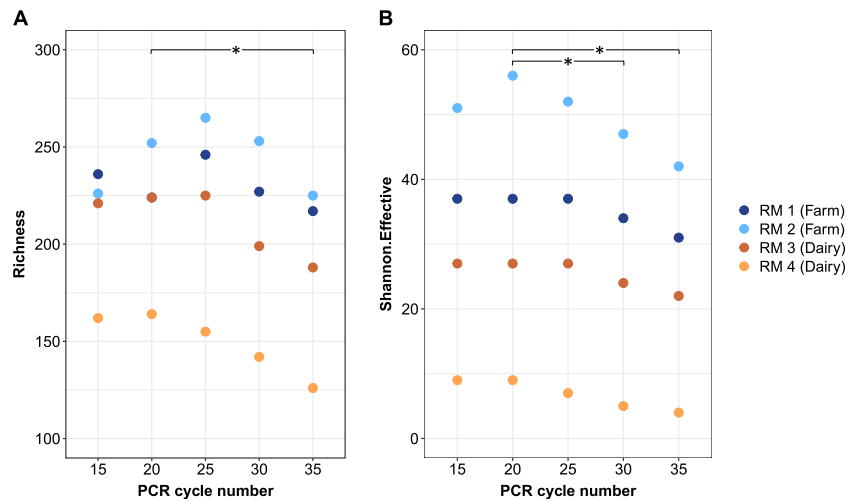 A
300
250
200
150
100
Richness
*
15 20 25 30 35
PCR cycle number
B
60
40
20
0
Shannon.Effective
*
*
15 20 25 30 35
PCR cycle number
RM 1 (Farm)
RM 2 (Farm)
RM 3 (Dairy)
RM 4 (Dairy)